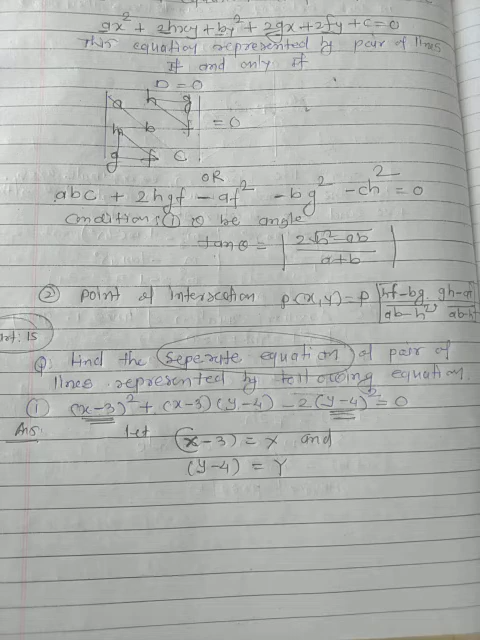 ax² + 2hxy + by² + 2gx + 2fy + c = 0
This equation represented by pair of lines
if and only if
D = 0
| a h g |
| h b f | = 0
| g f c |
OR
abc + 2hgf - af² - bg² - ch² = 0
condition: ① θ be angle
tan θ = | 2√h²-ab / a+b |
② point of intersection P(x,y) = P [ hf-bg / ab-h² , gh-af / ab-h² ]
: 15
Q. Find the seperate equation of pair of
lines represented by following equation.
① (x-3)² + (x-3)(y-4) - 2(y-4)² = 0
Ans. Let (x-3) = X and
(y-4) = Y